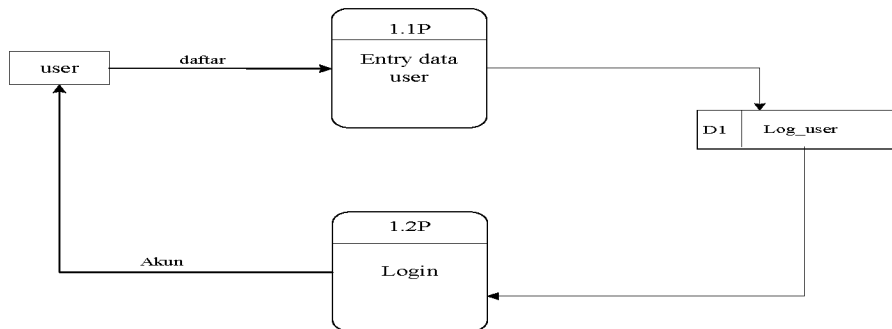 1.1P
daftar
user
Entry data
user
D1
Log_user
1.2P
Akun
Login